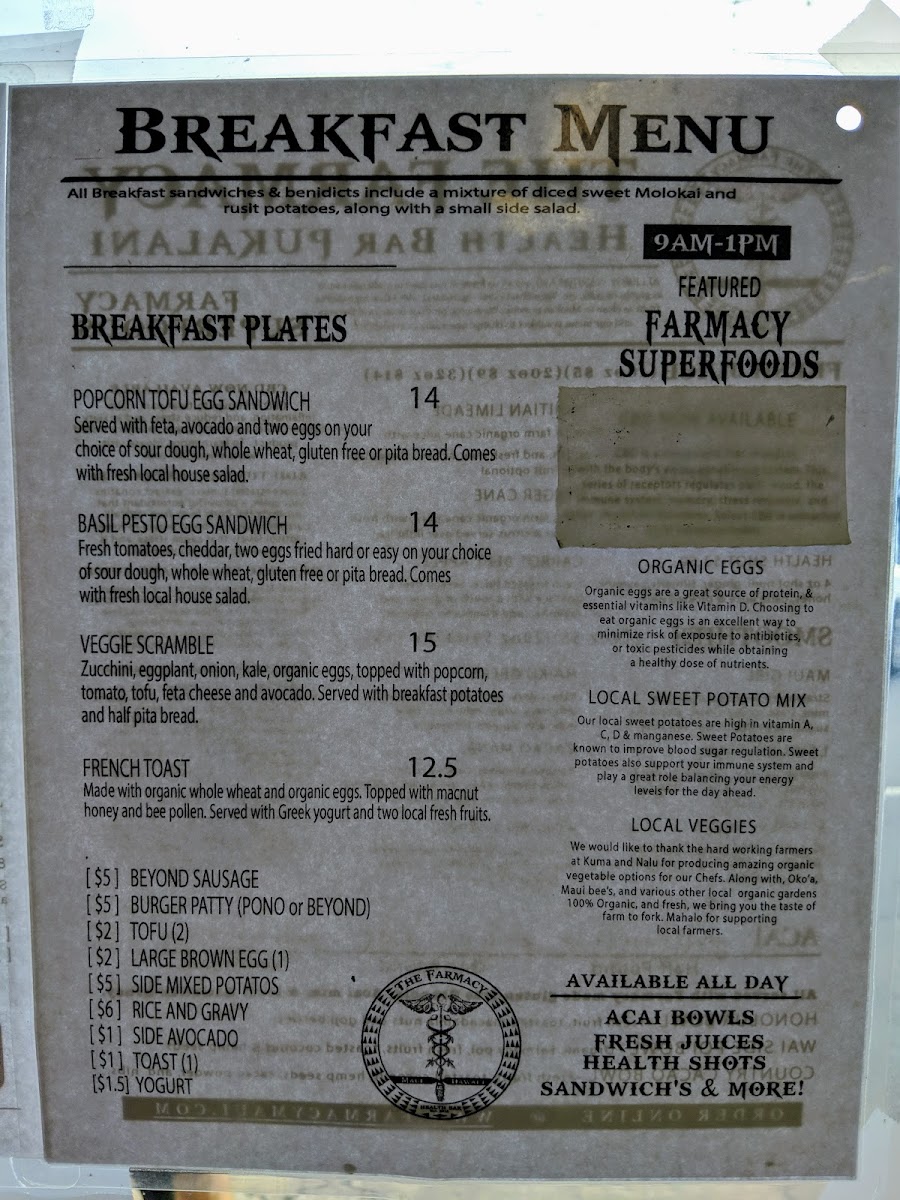 BREAKFAST MENU
All Breakfast sandwiches & benidicts include a mixture of diced sweet Molokai and
rusit potatoes, along with a small side salad.
9AM-1PM
BREAKFAST PLATES
POPCORN TOFU EGG SANDWICH 14
Served with feta, avocado and two eggs on your
choice of sour dough, whole wheat, gluten free or pita bread. Comes
with fresh local house salad.
BASIL PESTO EGG SANDWICH 14
Fresh tomatoes, cheddar, two eggs fried hard or easy on your choice
of sour dough, whole wheat, gluten free or pita bread. Comes
with fresh local house salad.
VEGGIE SCRAMBLE 15
Zucchini, eggplant, onion, kale, organic eggs, topped with popcorn,
tomato, tofu, feta cheese and avocado. Served with breakfast potatoes
and half pita bread.
FRENCH TOAST 12.5
Made with organic whole wheat and organic eggs. Topped with macnut
honey and bee pollen. Served with Greek yogurt and two local fresh fruits.
[ $5 ] BEYOND SAUSAGE
[ $5 ] BURGER PATTY (PONO or BEYOND)
[ $2 ] TOFU (2)
[ $2 ] LARGE BROWN EGG (1)
[ $5 ] SIDE MIXED POTATOS
[ $6 ] RICE AND GRAVY
[ $1 ] SIDE AVOCADO
[ $1 ] TOAST (1)
[$1.5] YOGURT
FEATURED
FARMACY
SUPERFOODS
ORGANIC EGGS
Organic eggs are a great source of protein, &
essential vitamins like Vitamin D. Choosing to
eat organic eggs is an excellent way to
minimize risk of exposure to antibiotics,
or toxic pesticides while obtaining
a healthy dose of nutrients.
LOCAL SWEET POTATO MIX
Our local sweet potatoes are high in vitamin A,
C, D & manganese. Sweet Potatoes are
known to improve blood sugar regulation. Sweet
potatoes also support your immune system and
play a great role balancing your energy
levels for the day ahead.
LOCAL VEGGIES
We would like to thank the hard working farmers
at Kuma and Nalu for producing amazing organic
vegetable options for our Chefs. Along with, Oko'a,
Maui bee's, and various other local organic gardens
100% Organic, and fresh, we bring you the taste of
farm to fork. Mahalo for supporting
local farmers.
THE FARMACY
MAUI HAWAII
HEALTH BAR
AVAILABLE ALL DAY
ACAI BOWLS
FRESH JUICES
HEALTH SHOTS
SANDWICH'S & MORE!